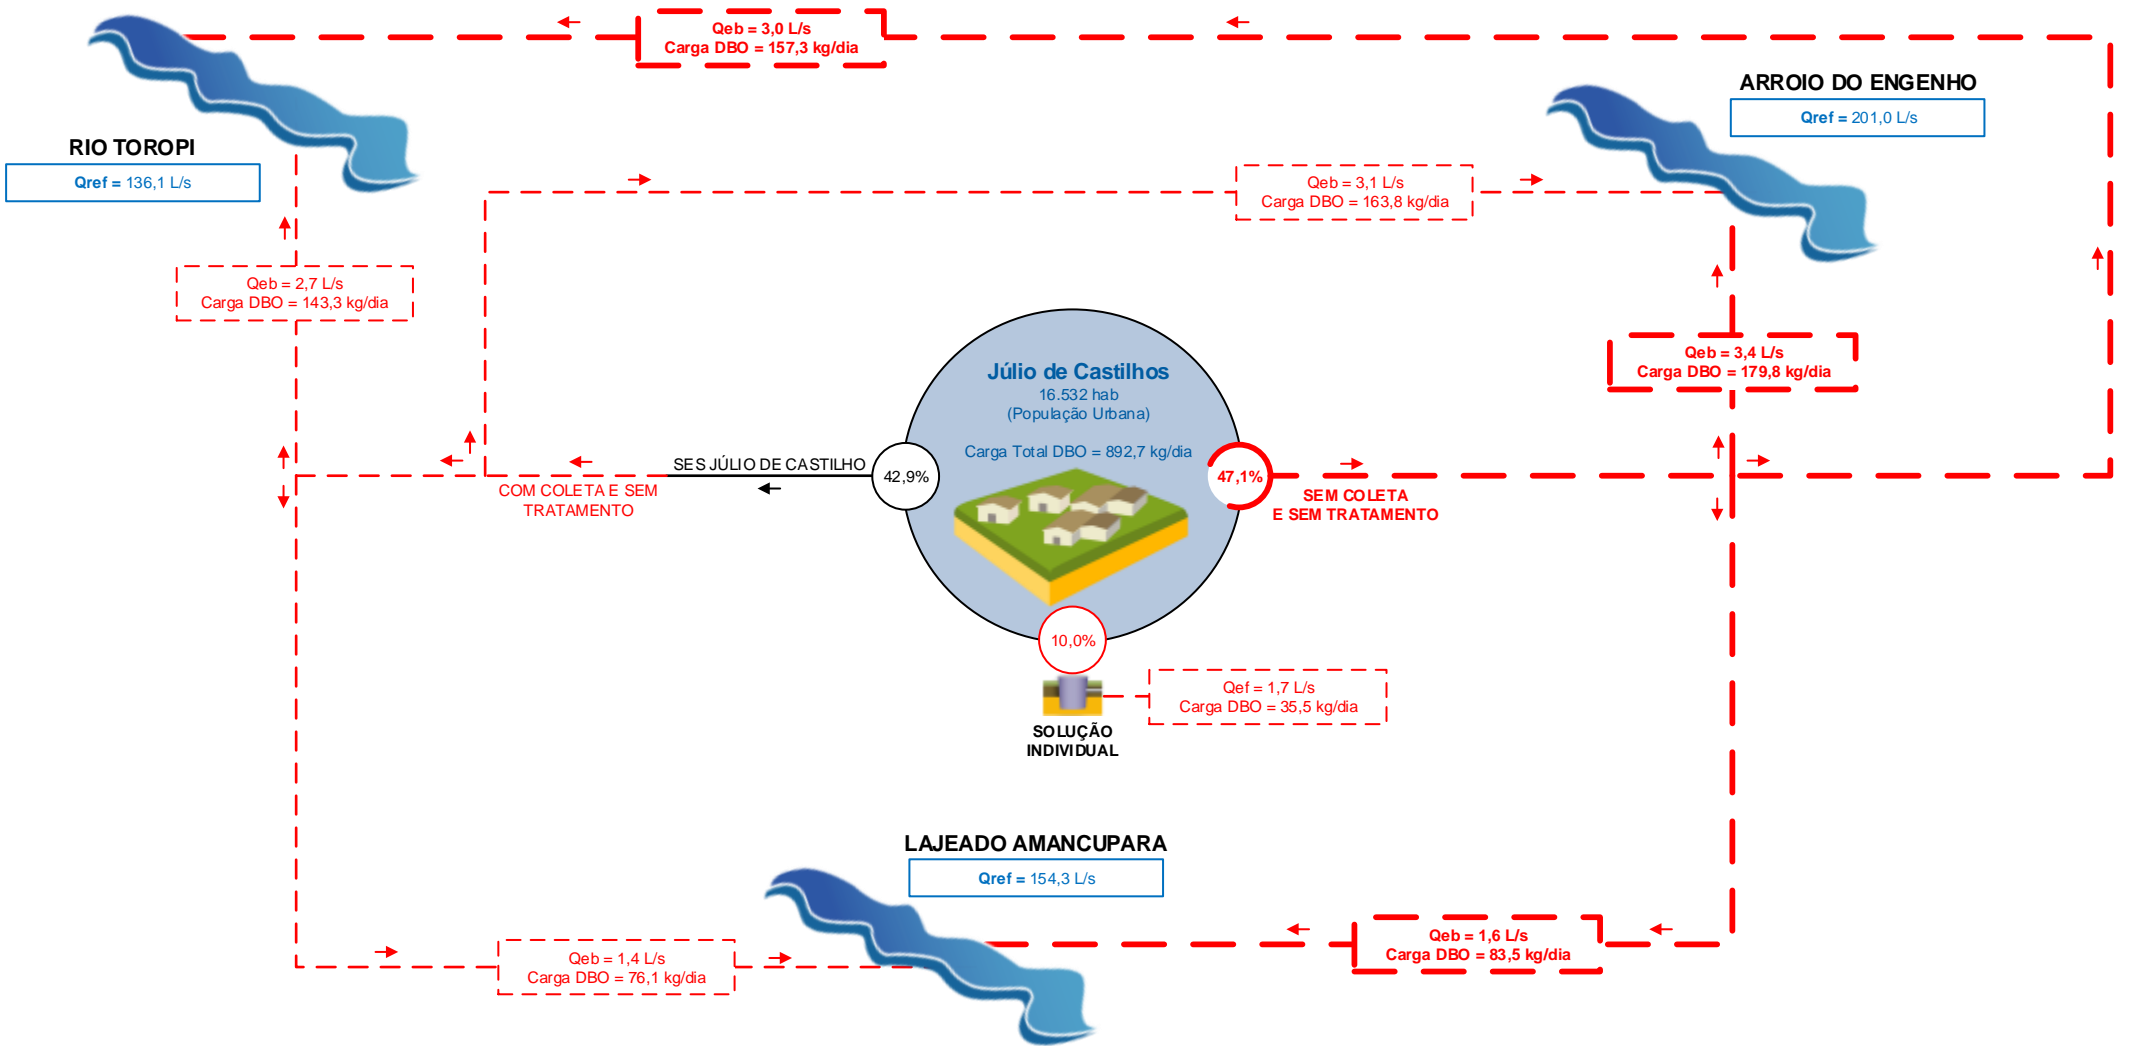 Qeb = 3,0 L/s
Carga DBO = 157,3 kg/dia
ARROIO DO ENGENHO
Qref = 201,0 L/s
RIO TOROPI
Qref = 136,1 L/s
Qeb = 3,1 L/s
Carga DBO = 163,8 kg/dia
Qeb = 2,7 L/s
Carga DBO = 143,3 kg/dia
Qeb = 3,4 L/s
Carga DBO = 179,8 kg/dia
Júlio de Castilhos
16.532 hab
(População Urbana)
Carga Total DBO = 892,7 kg/dia
SES JÚLIO DE CASTILHO
42,9%
47,1%
COM COLETA E SEM
TRATAMENTO
SEM COLETA
E SEM TRATAMENTO
10,0%
Qef = 1,7 L/s
Carga DBO = 35,5 kg/dia
SOLUÇÃO
INDIVIDUAL
LAJEADO AMANCUPARA
Qref = 154,3 L/s
Qeb = 1,4 L/s
Carga DBO = 76,1 kg/dia
Qeb = 1,6 L/s
Carga DBO = 83,5 kg/dia